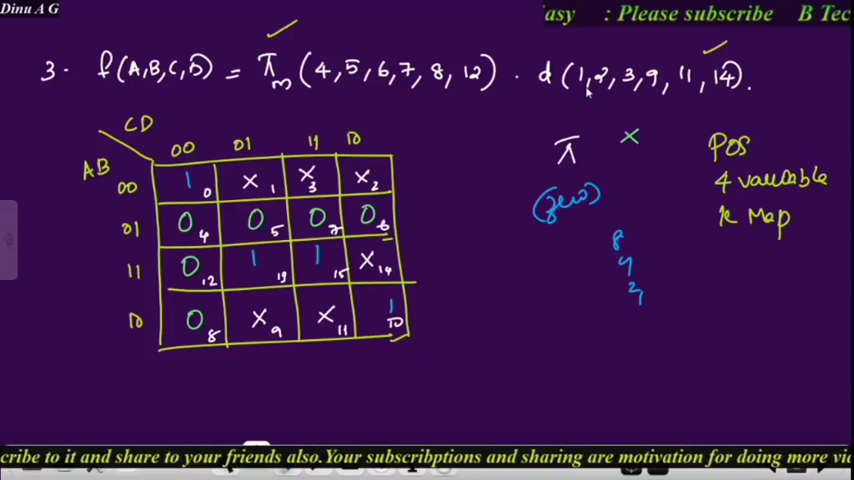 Dinu A G
asy : Please subscribe B Tec
3. f(A,B,C,D) = πm (4,5,6,7,8,12) . d (1,2,3,9,11,14).
CD
AB
00 01 11 10
00 1 0 X 1 X 3 X 2
01 0 4 0 5 0 7 0 6
11 0 12 1 13 1 15 X 14
10 0 8 X 9 X 11 1 10
π X
(zero)
8
4
2
POS
4 variable
K Map
cribe to it and share to your friends also.Your subscribptions and sharing are motivation for doing more vi